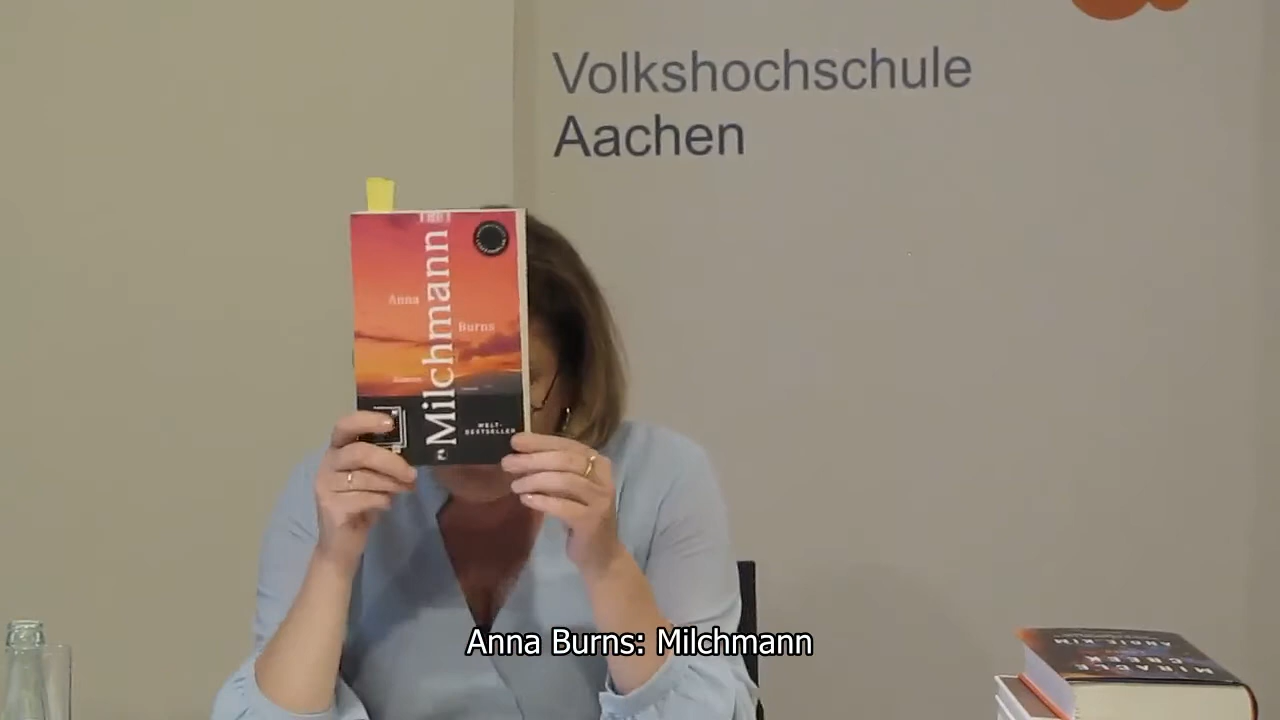 Volkshochschule
Aachen
Milchmann
Anna
Burns
WELT-
BESTSELLER
Anna Burns: Milchmann
ANGIE KIM
MIRACLE
CREEK